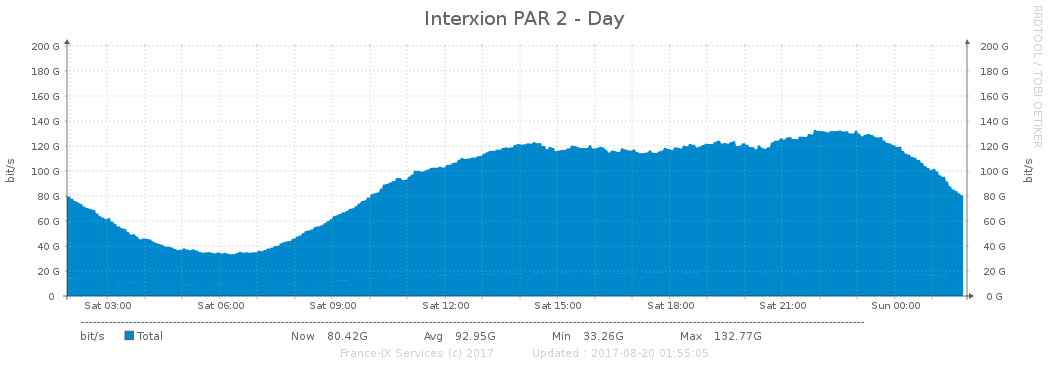 Interxion PAR 2 - Day
RRDTOOL / TOBI OETIKER
200 G 200 G
180 G 180 G
160 G 160 G
140 G 140 G
120 G 120 G
100 G 100 G
80 G 80 G
60 G 60 G
40 G 40 G
20 G 20 G
0 0 G
bit/s bit/s
Sat 03:00 Sat 06:00 Sat 09:00 Sat 12:00 Sat 15:00 Sat 18:00 Sat 21:00 Sun 00:00
bit/s Total Now 80.42G Avg 92.95G Min 33.26G Max 132.77G
France-IX Services (c) 2017 Updated : 2017-08-20 01:55:05